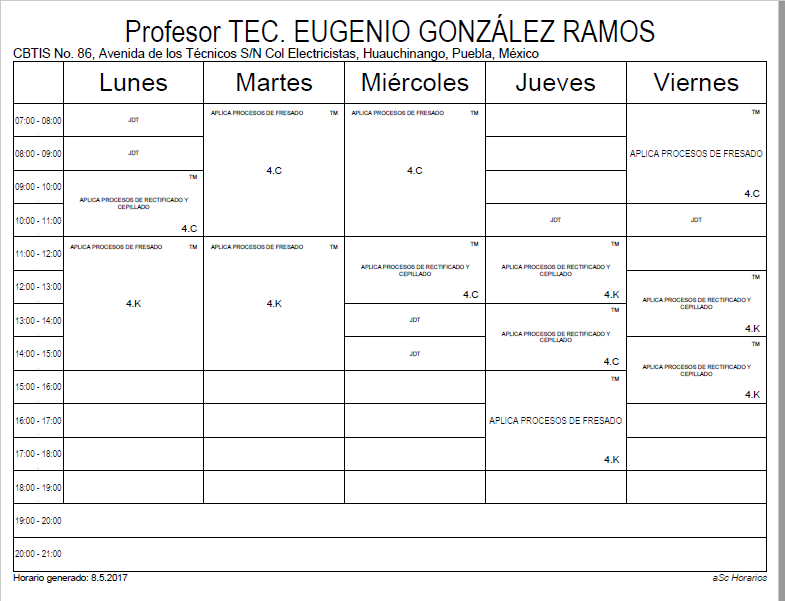 Profesor TEC. EUGENIO GONZÁLEZ RAMOS
CBTIS No. 86, Avenida de los Técnicos S/N Col Electricistas, Huauchinango, Puebla, México
Lunes Martes Miércoles Jueves Viernes
07:00 - 08:00
JDT
APLICA PROCESOS DE FRESADO TM
4.C
APLICA PROCESOS DE FRESADO TM
4.C
TM
APLICA PROCESOS DE FRESADO
4.C
08:00 - 09:00
JDT
09:00 - 10:00
TM
APLICA PROCESOS DE RECTIFICADO Y
CEPILLADO
4.C
10:00 - 11:00
JDT
JDT
11:00 - 12:00
APLICA PROCESOS DE FRESADO TM
4.K
APLICA PROCESOS DE FRESADO TM
4.K
TM
APLICA PROCESOS DE RECTIFICADO Y
CEPILLADO
4.C
TM
APLICA PROCESOS DE RECTIFICADO Y
CEPILLADO
4.K
12:00 - 13:00
TM
APLICA PROCESOS DE RECTIFICADO Y
CEPILLADO
4.K
13:00 - 14:00
JDT
TM
APLICA PROCESOS DE RECTIFICADO Y
CEPILLADO
4.C
14:00 - 15:00
JDT
TM
APLICA PROCESOS DE RECTIFICADO Y
CEPILLADO
4.K
15:00 - 16:00
TM
APLICA PROCESOS DE FRESADO
4.K
16:00 - 17:00
17:00 - 18:00
18:00 - 19:00
19:00 - 20:00
20:00 - 21:00
Horario generado: 8.5.2017
aSc Horarios